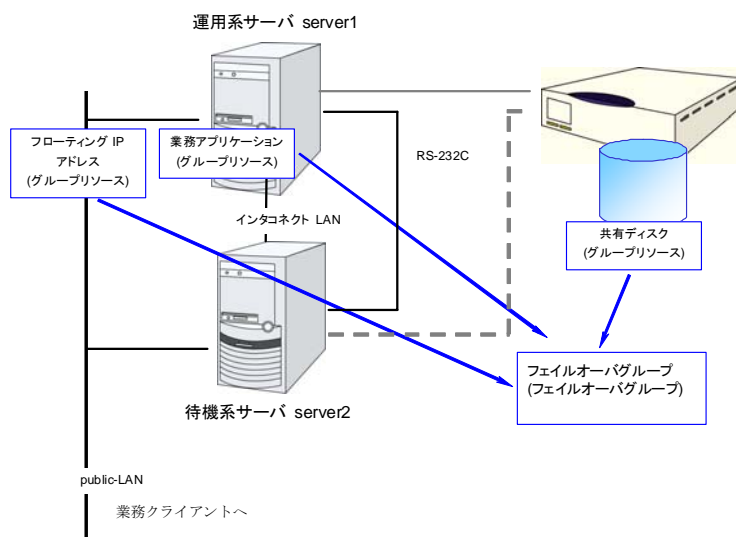 運用系サーバ server1
フローティング IP
アドレス
(グループリソース)
業務アプリケーション
(グループリソース)
RS-232C
インタコネクト LAN
共有ディスク
(グループリソース)
フェイルオーバグループ
(フェイルオーバグループ)
待機系サーバ server2
public-LAN
業務クライアントへ